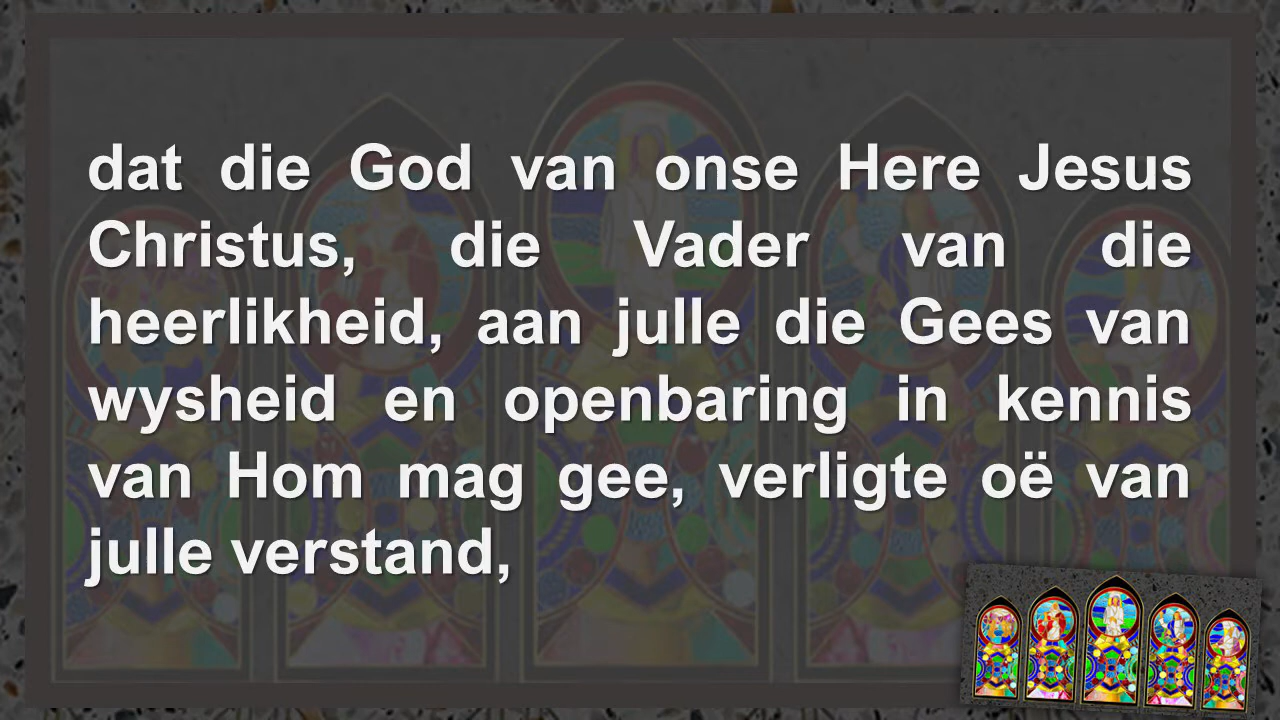 dat die God van onse Here Jesus
Christus, die Vader van die
heerlikheid, aan julle die Gees van
wysheid en openbaring in kennis
van Hom mag gee, verligte oë van
julle verstand,